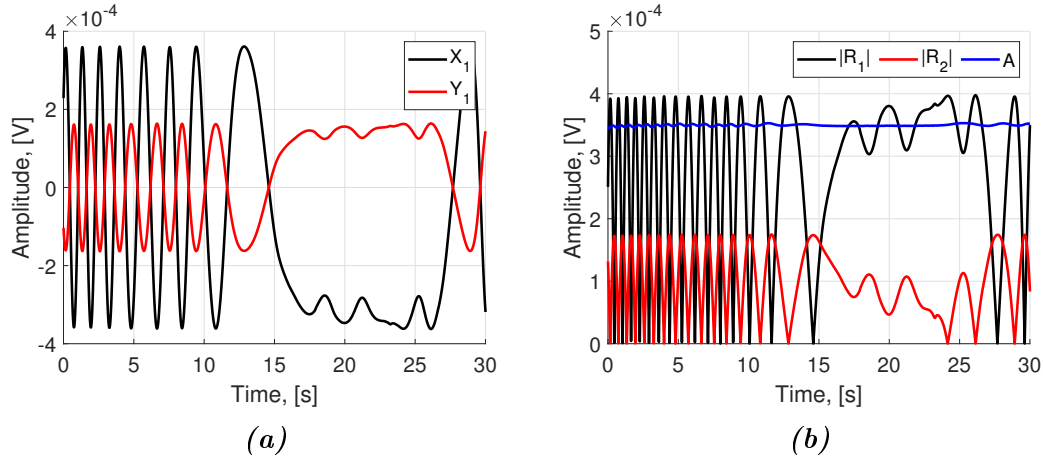 ×10⁻⁴
4
2
0
-2
-4
Amplitude, [V]
X₁
Y₁
0 5 10 15 20 25 30
Time, [s]
(a)
×10⁻⁴
5
4
3
2
1
0
Amplitude, [V]
|R₁| |R₂| A
0 5 10 15 20 25 30
Time, [s]
(b)